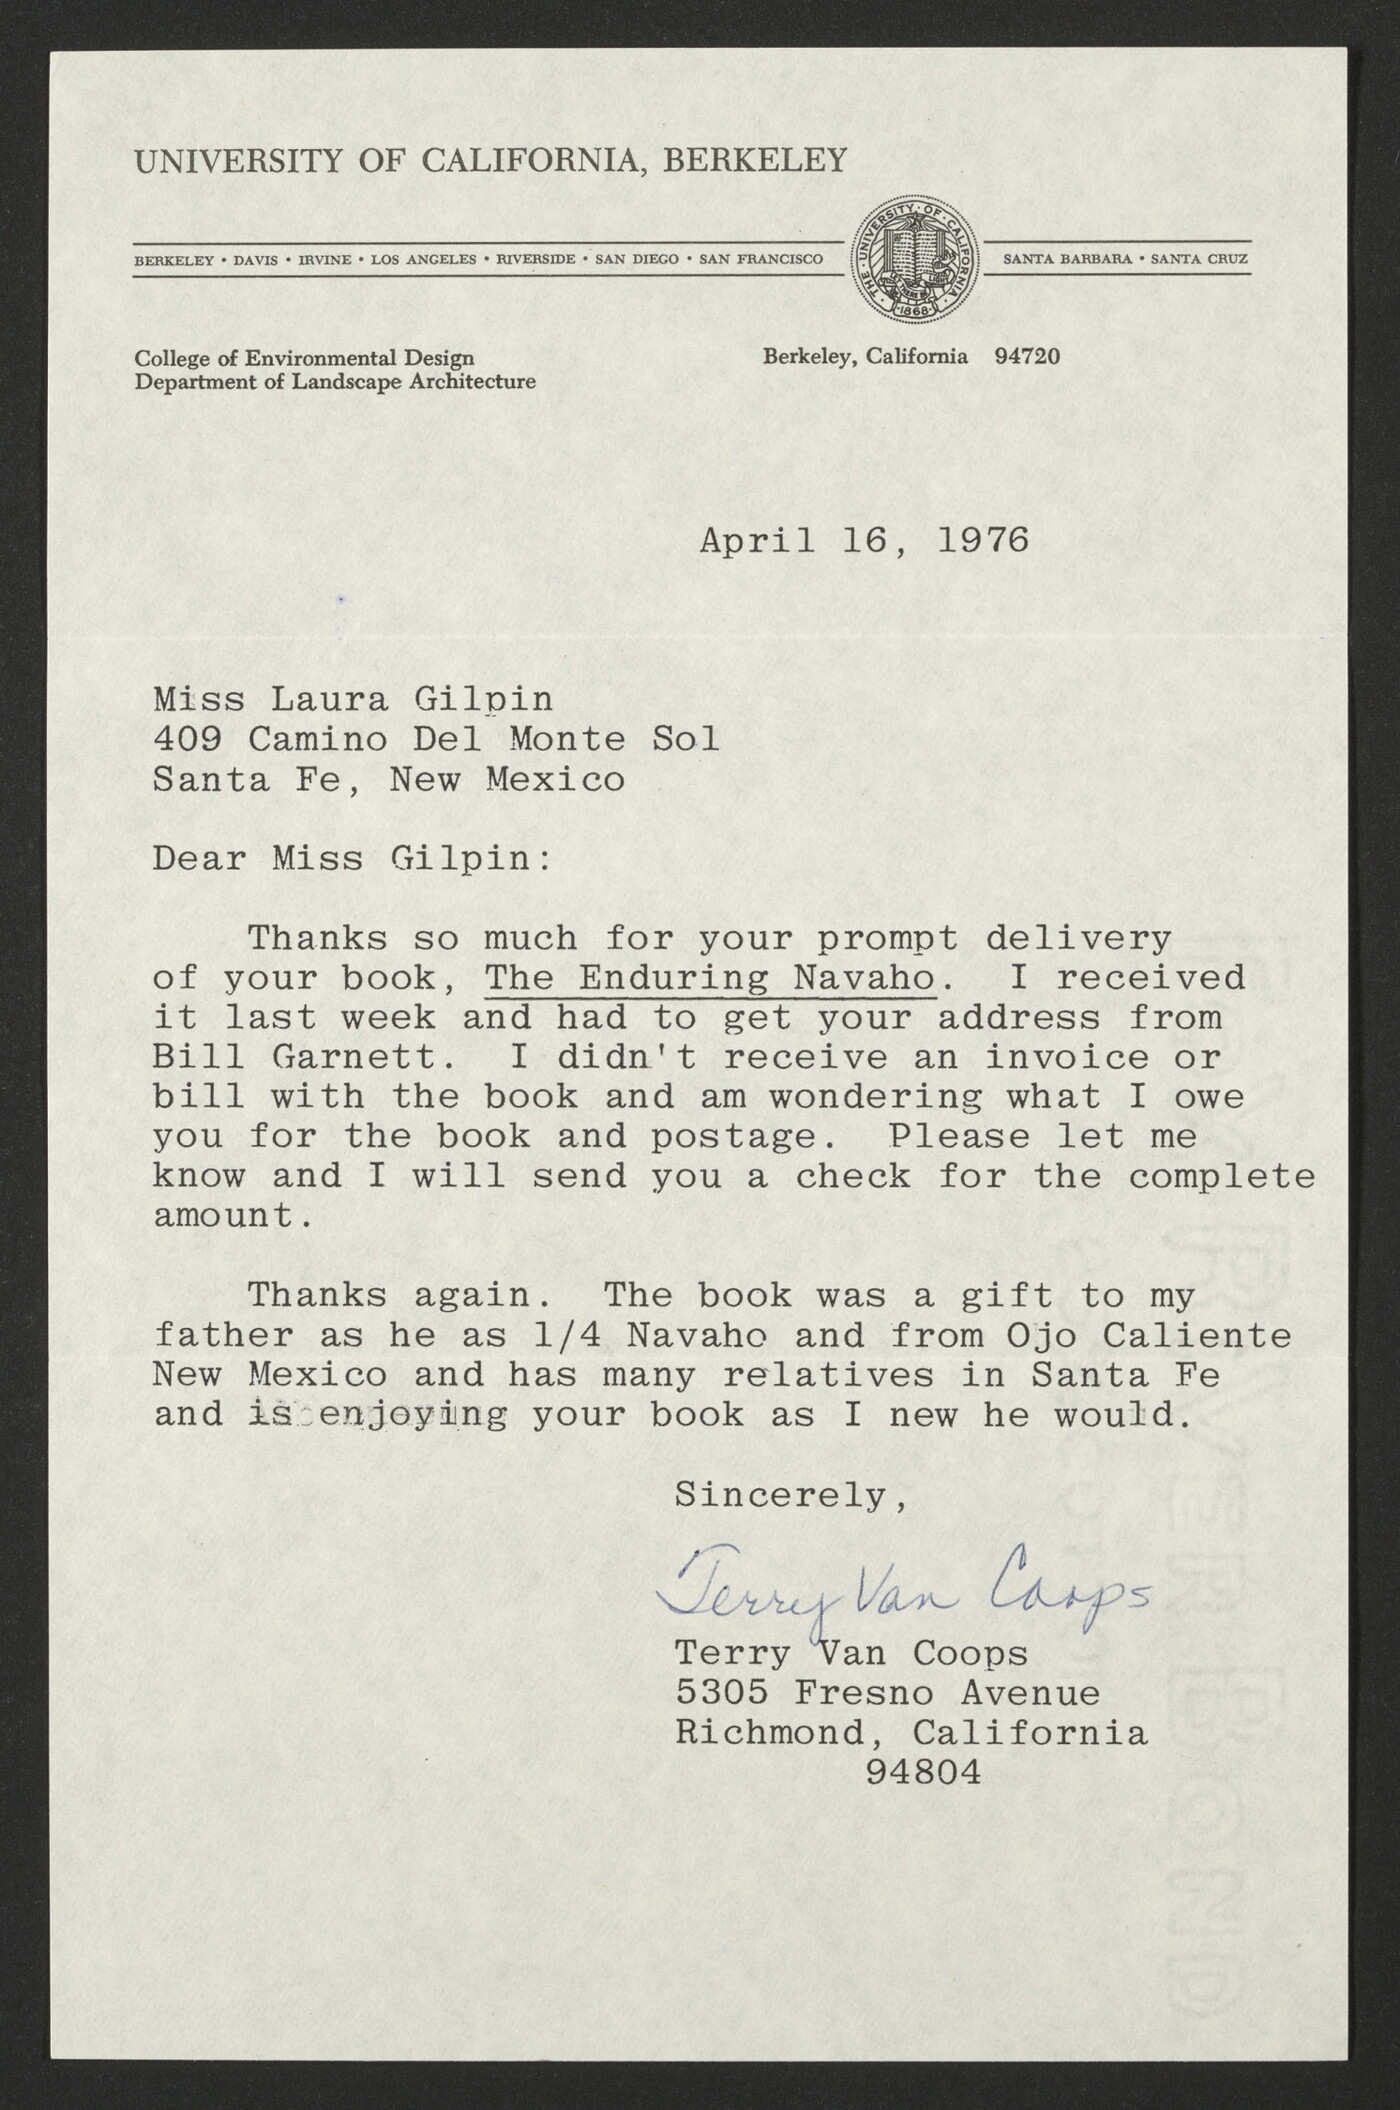 UNIVERSITY OF CALIFORNIA, BERKELEY
BERKELEY • DAVIS • IRVINE • LOS ANGELES • RIVERSIDE • SAN DIEGO • SAN FRANCISCO
SANTA BARBARA • SANTA CRUZ
THE · UNIVERSITY · OF · CALIFORNIA ·
· 1868 ·
College of Environmental Design
Department of Landscape Architecture
Berkeley, California 94720
April 16, 1976
Miss Laura Gilpin
409 Camino Del Monte Sol
Santa Fe, New Mexico
Dear Miss Gilpin:
Thanks so much for your prompt delivery
of your book, The Enduring Navaho. I received
it last week and had to get your address from
Bill Garnett. I didn't receive an invoice or
bill with the book and am wondering what I owe
you for the book and postage. Please let me
know and I will send you a check for the complete
amount.
Thanks again. The book was a gift to my
father as he as 1/4 Navaho and from Ojo Caliente
New Mexico and has many relatives in Santa Fe
and is enjoying your book as I new he would.
Sincerely,
Terry Van Coops
Terry Van Coops
5305 Fresno Avenue
Richmond, California
94804